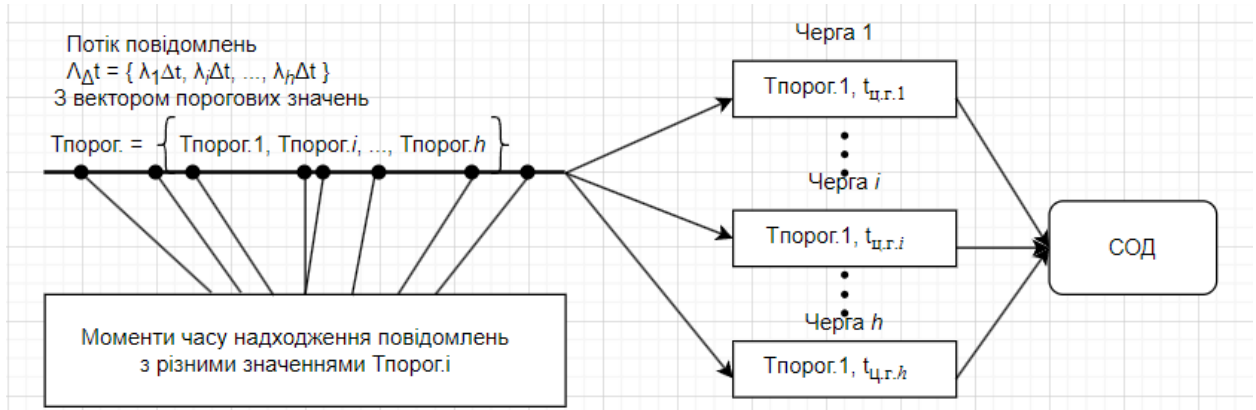 Потік повідомлень
Λ_Δt = { λ₁Δt, λᵢΔt, ..., λₕΔt }
З вектором порогових значень
Тпорог. = { Тпорог.1, Тпорог.i, ..., Тпорог.h }
Моменти часу надходження повідомлень
з різними значеннями Тпорог.і
Черга 1
Тпорог.1, tц.г.1
Черга i
Тпорог.1, tц.г.i
Черга h
Тпорог.1, tц.г.h
СОД